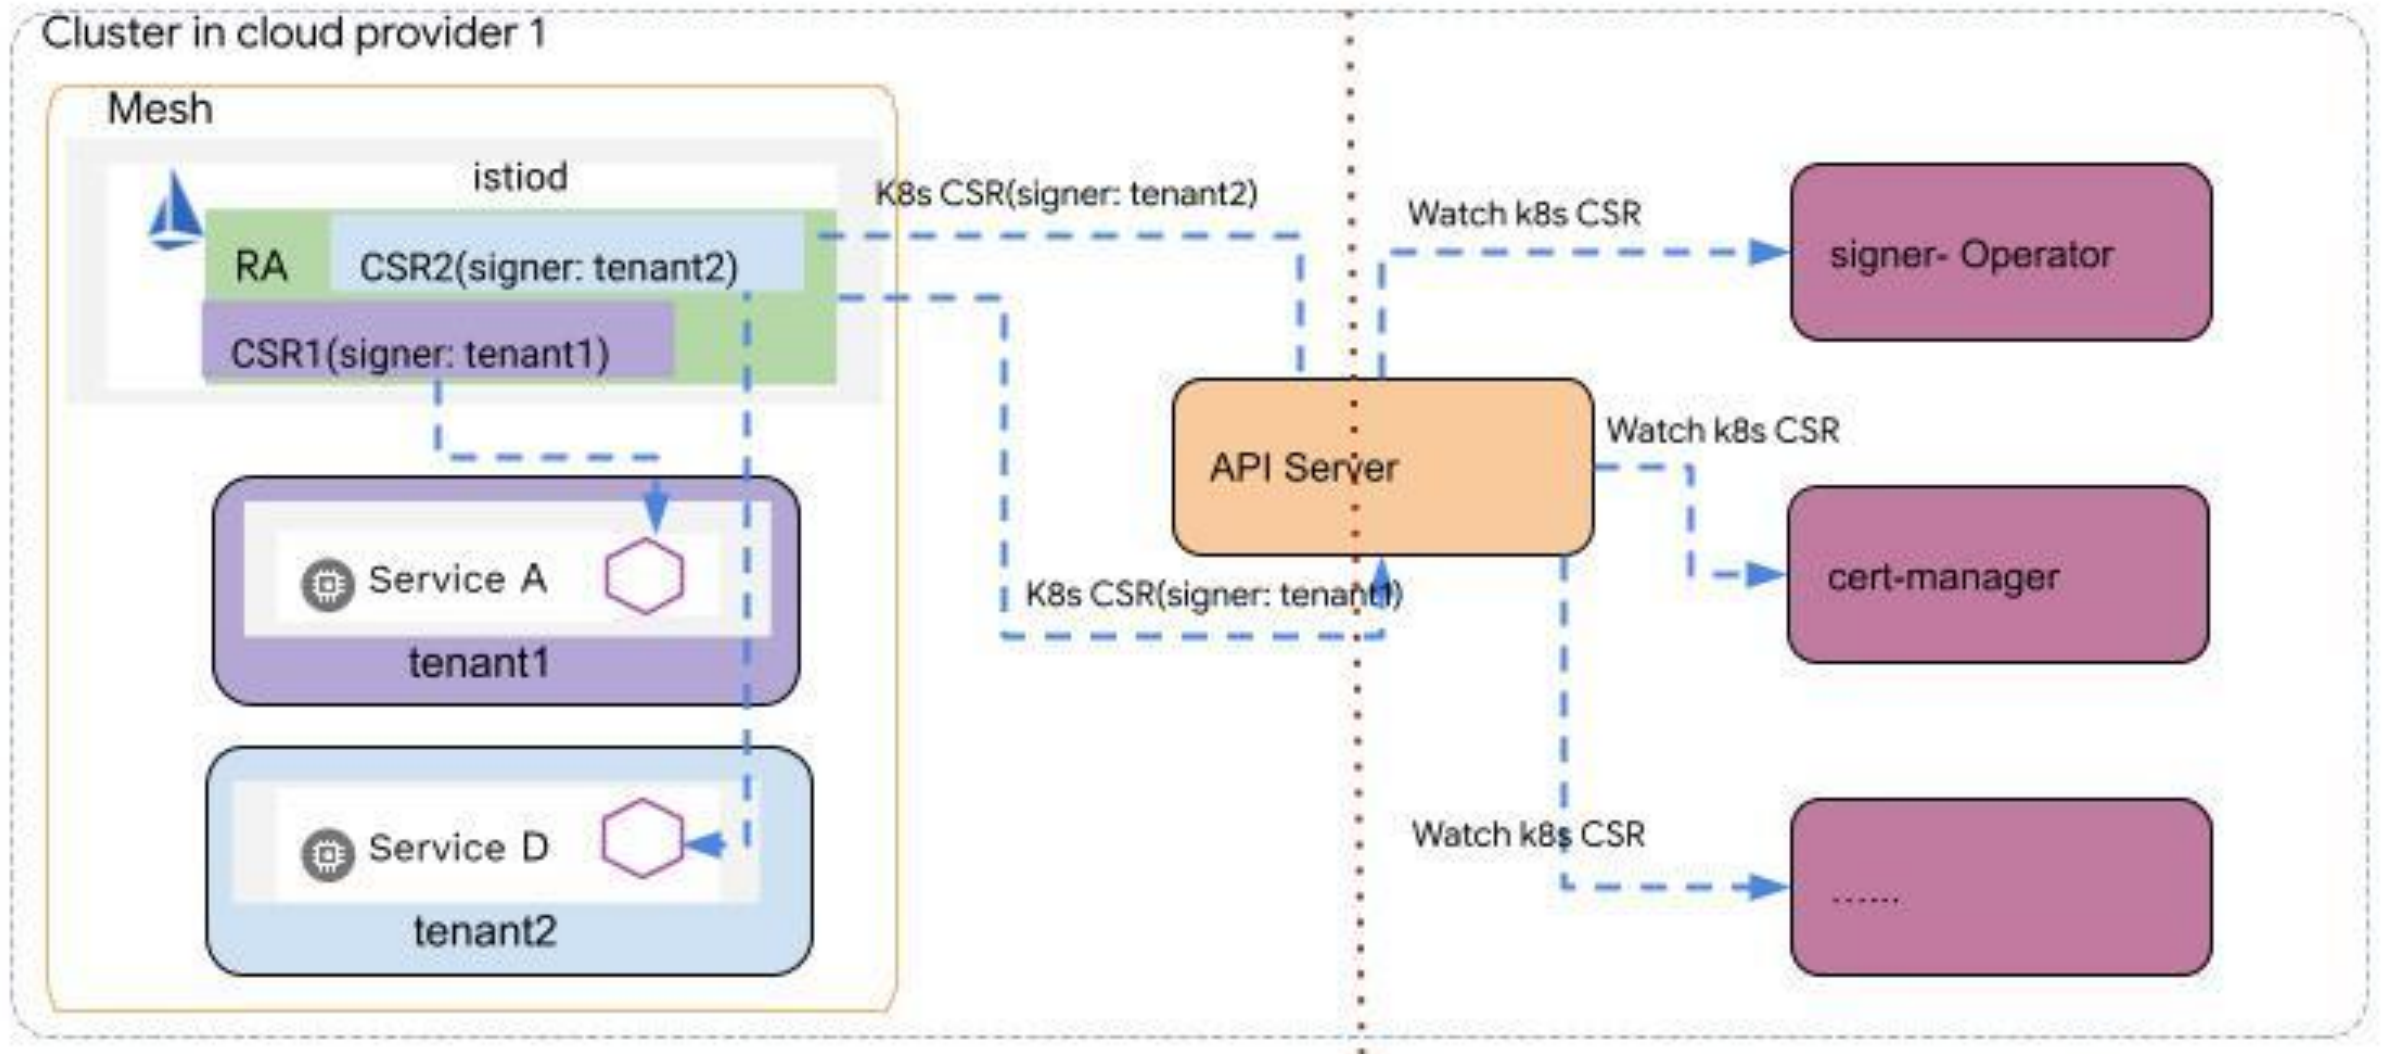 Cluster in cloud provider 1
Mesh
istiod
RA
CSR2(signer: tenant2)
CSR1(signer: tenant1)
Service A
tenant1
Service D
tenant2
K8s CSR(signer: tenant2)
K8s CSR(signer: tenant1)
API Server
Watch k8s CSR
signer- Operator
Watch k8s CSR
cert-manager
Watch k8s CSR
......